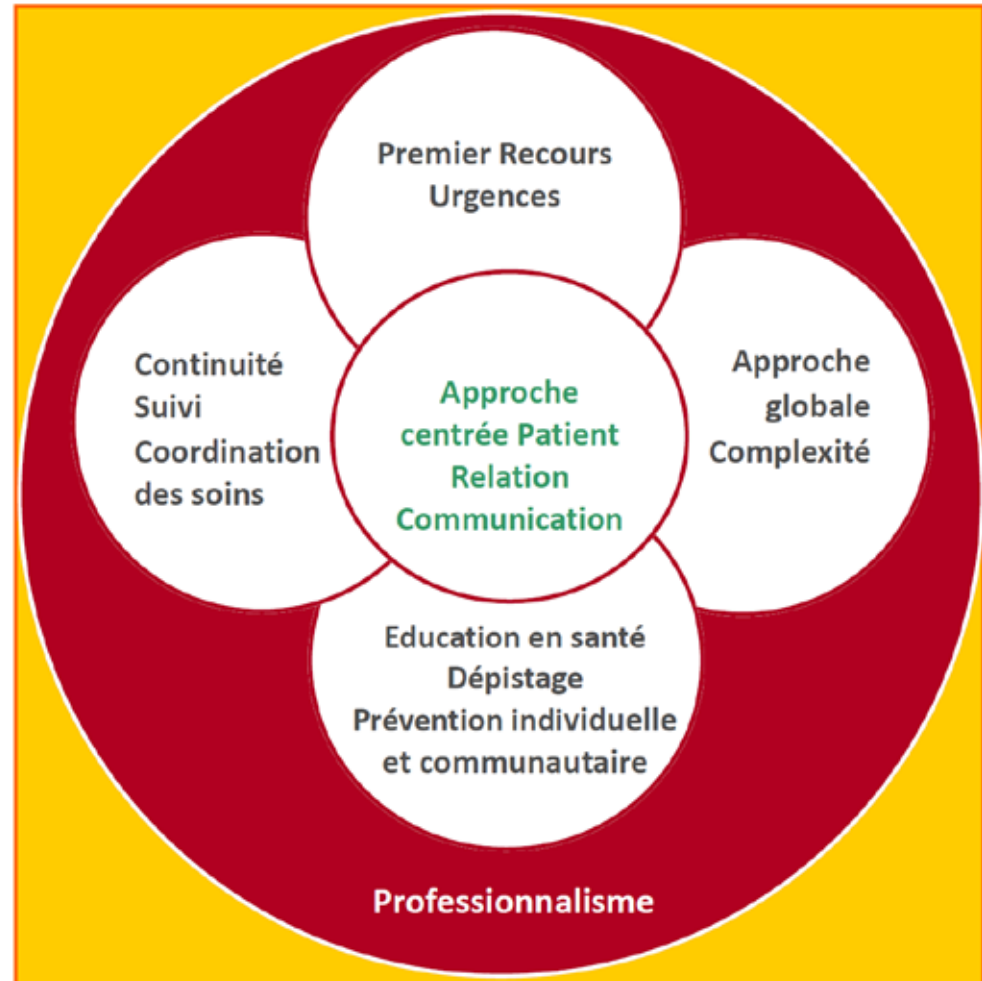 Premier Recours
Urgences
Continuité
Suivi
Coordination
des soins
Approche
centrée Patient
Relation
Communication
Approche
globale
Complexité
Education en santé
Dépistage
Prévention individuelle
et communautaire
Professionnalisme